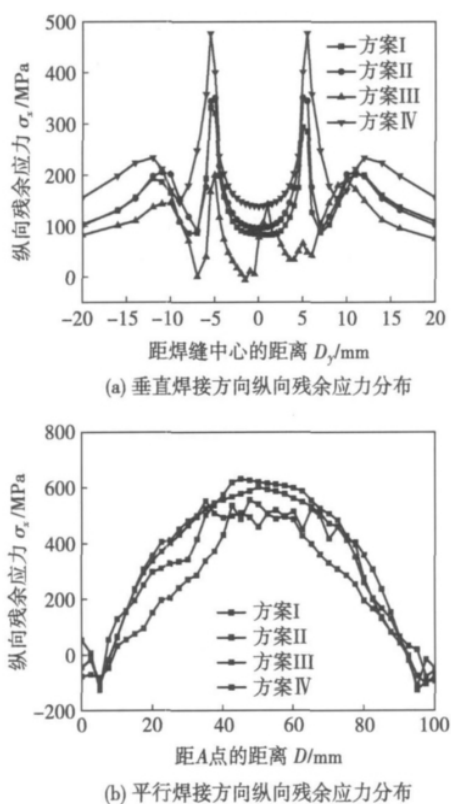 500
400
300
200
100
0
纵向残余应力 σx/MPa
方案I
方案II
方案III
方案Ⅳ
-20 -15 -10 -5 0 5 10 15 20
距焊缝中心的距离 Dy/mm
(a) 垂直焊接方向纵向残余应力分布
800
600
400
200
0
-200
纵向残余应力 σx/MPa
方案I
方案II
方案III
方案Ⅳ
0 20 40 60 80 100
距A点的距离 D/mm
(b) 平行焊接方向纵向残余应力分布